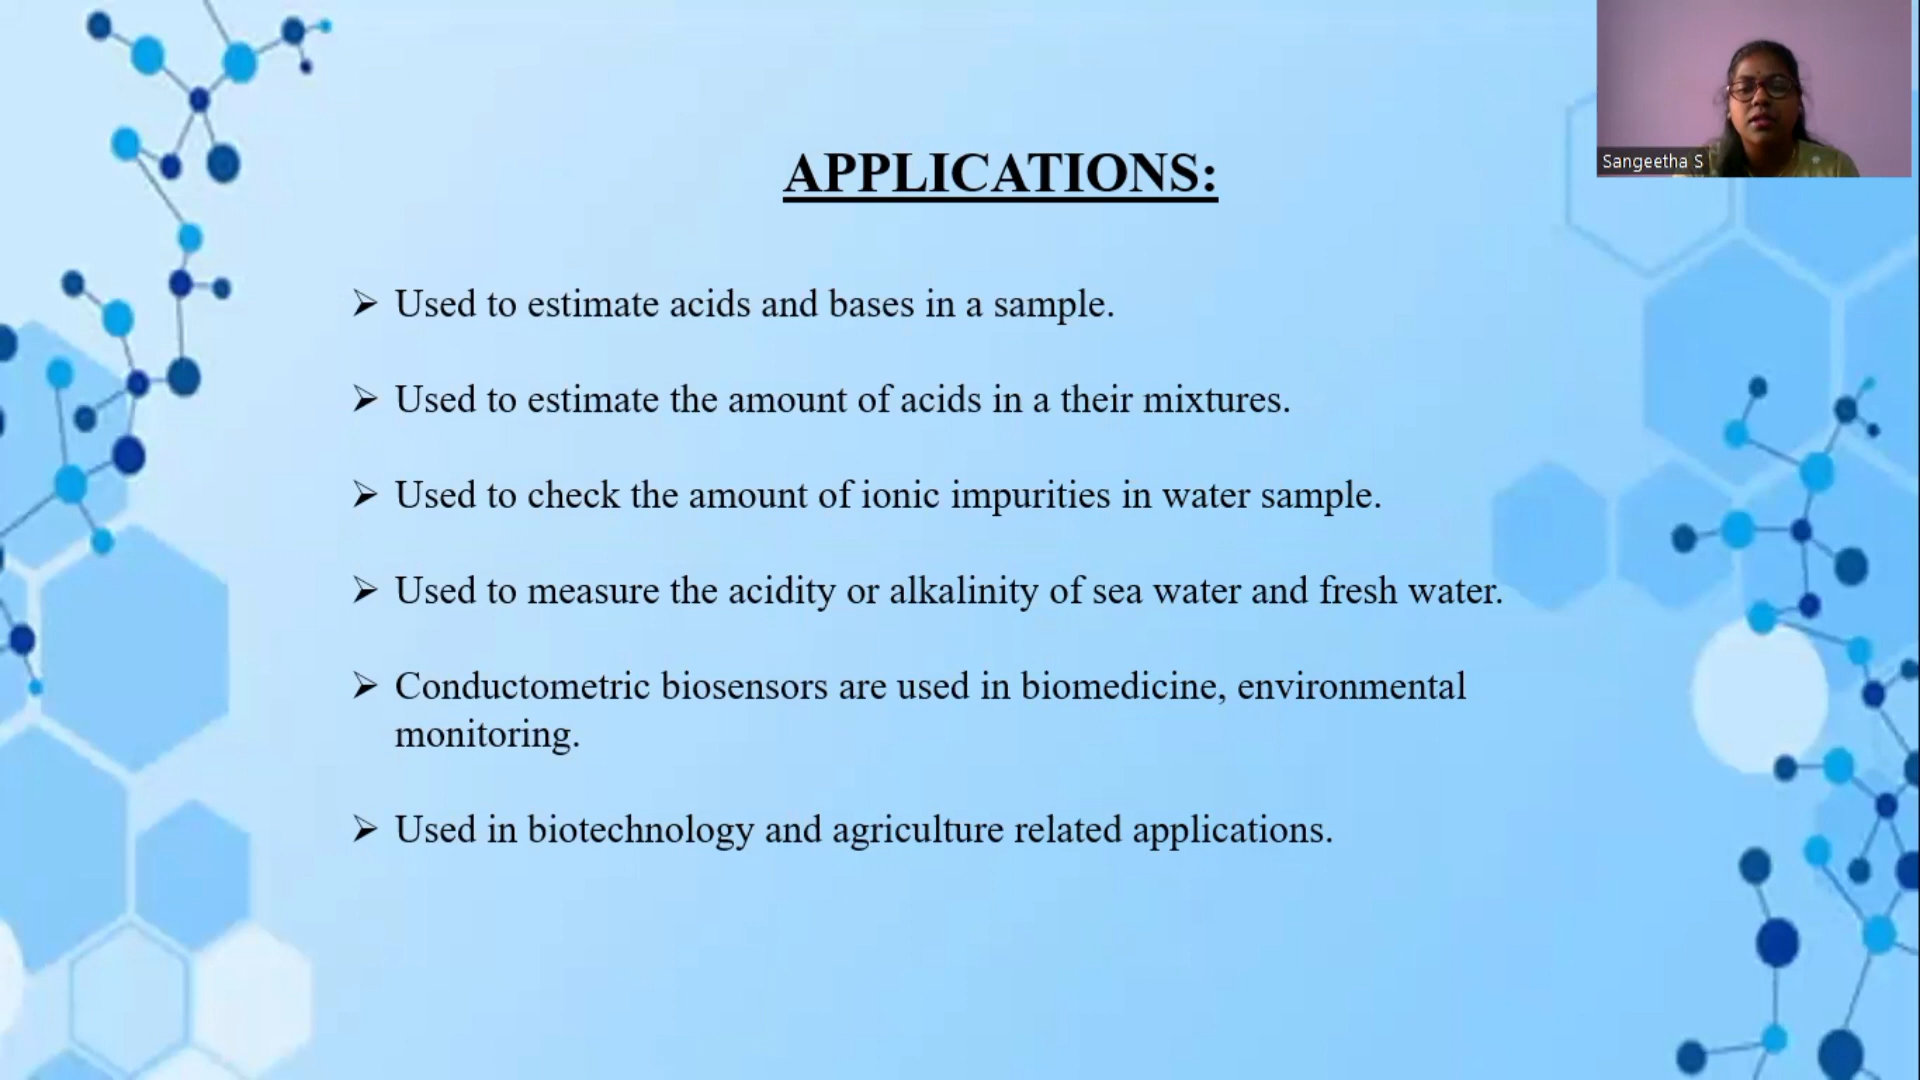 Sangeetha S
APPLICATIONS:
➢ Used to estimate acids and bases in a sample.
➢ Used to estimate the amount of acids in a their mixtures.
➢ Used to check the amount of ionic impurities in water sample.
➢ Used to measure the acidity or alkalinity of sea water and fresh water.
➢ Conductometric biosensors are used in biomedicine, environmental
monitoring.
➢ Used in biotechnology and agriculture related applications.